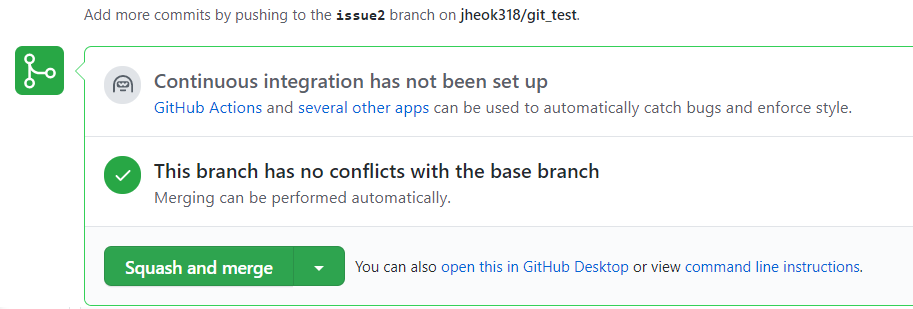 Add more commits by pushing to the issue2 branch on jheok318/git_test.
Continuous integration has not been set up
GitHub Actions and several other apps can be used to automatically catch bugs and enforce style.
This branch has no conflicts with the base branch
Merging can be performed automatically.
Squash and merge
You can also open this in GitHub Desktop or view command line instructions.